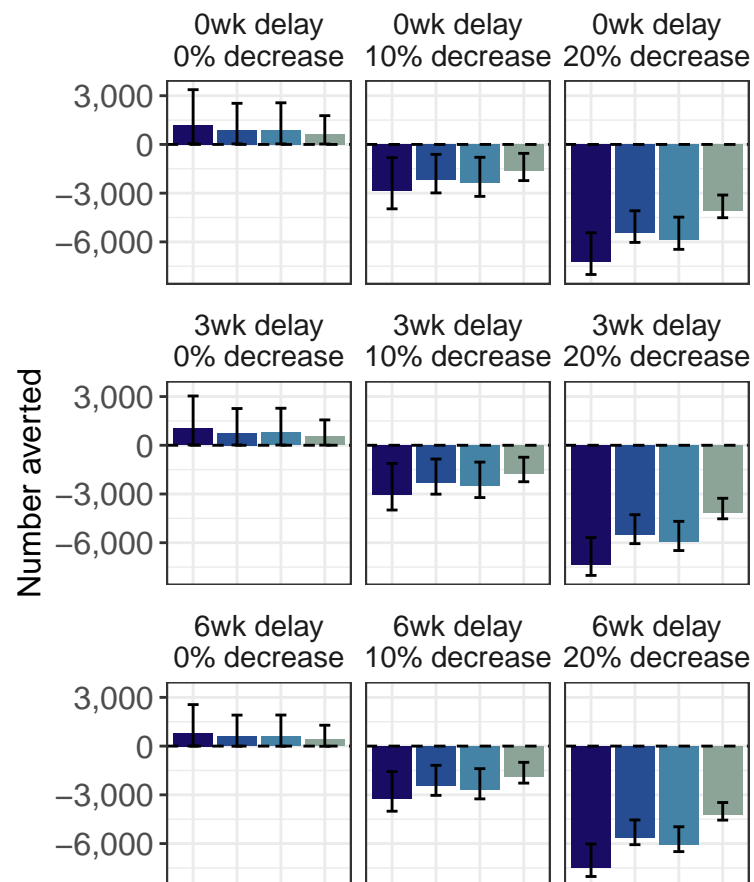 0wk delay
0% decrease
0wk delay
10% decrease
0wk delay
20% decrease
3,000
0
−3,000
−6,000
3wk delay
0% decrease
3wk delay
10% decrease
3wk delay
20% decrease
3,000
0
−3,000
−6,000
Number averted
6wk delay
0% decrease
6wk delay
10% decrease
6wk delay
20% decrease
3,000
0
−3,000
−6,000